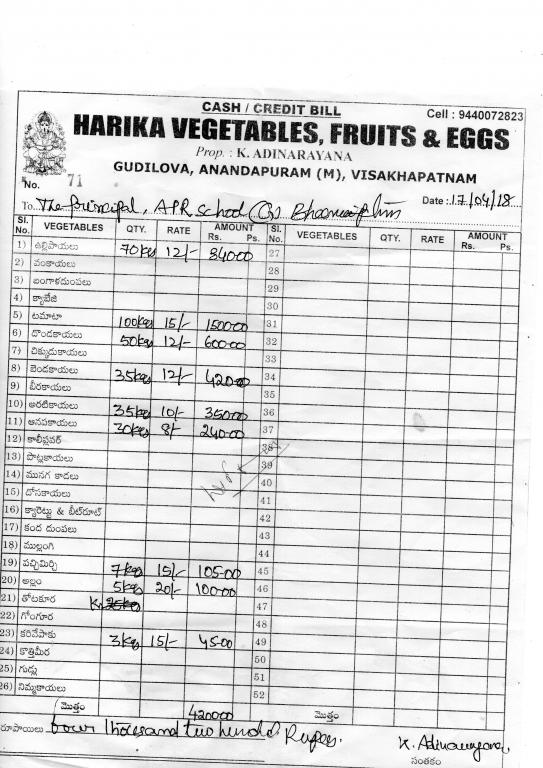 CASH / CREDIT BILL
Cell : 9440072823
HARIKA VEGETABLES, FRUITS & EGGS
Prop. : K. ADINARAYANA
GUDILOVA, ANANDAPURAM (M), VISAKHAPATNAM
No. 71
Date : 17/04/18
To The principal, APR school
Sl. No. VEGETABLES QTY. RATE AMOUNT Rs. Ps. Sl. No. VEGETABLES QTY. RATE AMOUNT Rs. Ps.
1) ఉల్లిపాయలు 70kg 12/- 840=00 27
2) వంకాయలు 28
3) బంగాళదుంపలు 29
4) క్యాబేజి 30
5) టమాటా 100kg 15/- 1500=00 31
6) దొండకాయలు 50kg 12/- 600=00 32
7) చిక్కుడుకాయలు 33
8) బెండకాయలు 35kg 12/- 420=00 34
9) బీరకాయలు 35
10) అరటికాయలు 35kg 10/- 350=00 36
11) ఆనపకాయలు 30kg 8/- 240=00 37
12) కాలీఫ్లవర్ 38
13) పొట్లకాయలు 39
14) మునగ కాడలు 40
15) దోసకాయలు 41
16) క్యారెట్టు & బీట్‌రూట్ 42
17) కంద దుంపలు 43
18) ముల్లంగి 44
19) పచ్చిమిర్చి 7kg 15/- 105=00 45
20) అల్లం 5kg 20/- 100=00 46
21) తోటకూర 47
22) గోంగూర 48
23) కరివేపాకు 3kg 15/- 45=00 49
24) కొత్తిమీర 50
25) గుడ్లు 51
26) నిమ్మకాయలు 52
మొత్తం 4200=00 మొత్తం
రూపాయలు four thousand two hundd Rupees.
K. Adinarayana
సంతకం